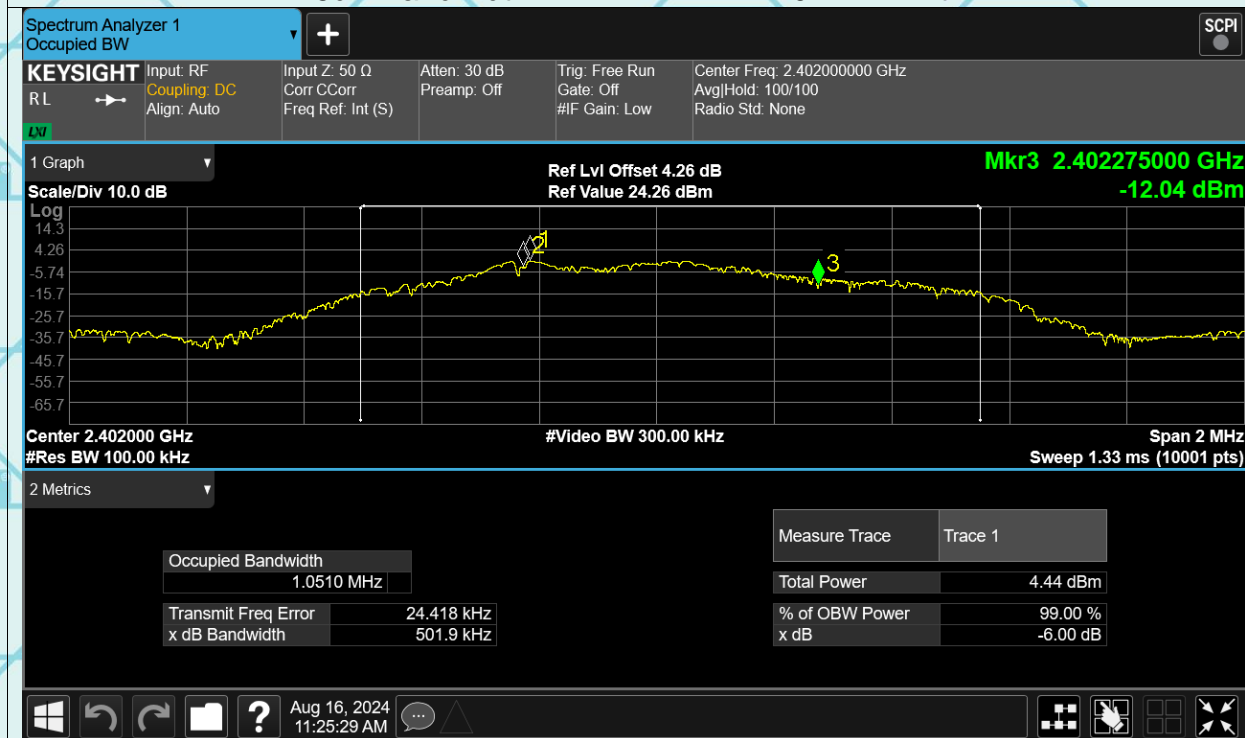 Spectrum Analyzer 1
Occupied BW
+
SCPI
KEYSIGHT
R L
LXI
Input: RF
Coupling: DC
Align: Auto
Input Z: 50 Ω
Corr CCorr
Freq Ref: Int (S)
Atten: 30 dB
Preamp: Off
Trig: Free Run
Gate: Off
#IF Gain: Low
Center Freq: 2.402000000 GHz
Avg|Hold: 100/100
Radio Std: None
1 Graph
Scale/Div 10.0 dB
Ref Lvl Offset 4.26 dB
Ref Value 24.26 dBm
Mkr3 2.402275000 GHz
-12.04 dBm
Log
14.3
4.26
-5.74
-15.7
-25.7
-35.7
-45.7
-55.7
-65.7
2
1
3
Center 2.402000 GHz
#Video BW 300.00 kHz
Span 2 MHz
#Res BW 100.00 kHz
Sweep 1.33 ms (10001 pts)
2 Metrics
Occupied Bandwidth
1.0510 MHz
Transmit Freq Error 24.418 kHz
x dB Bandwidth 501.9 kHz
Measure Trace Trace 1
Total Power 4.44 dBm
% of OBW Power 99.00 %
x dB -6.00 dB
?
Aug 16, 2024
11:25:29 AM